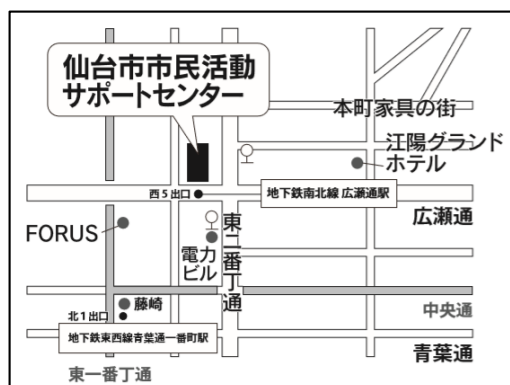 仙台市市民活動
サポートセンター
本町家具の街
江陽グランド
ホテル
西5出口
地下鉄南北線 広瀬通駅
広瀬通
FORUS
東二番丁通
電力
ビル
藤崎
中央通
北1出口
地下鉄東西線青葉通一番町駅
青葉通
東一番丁通